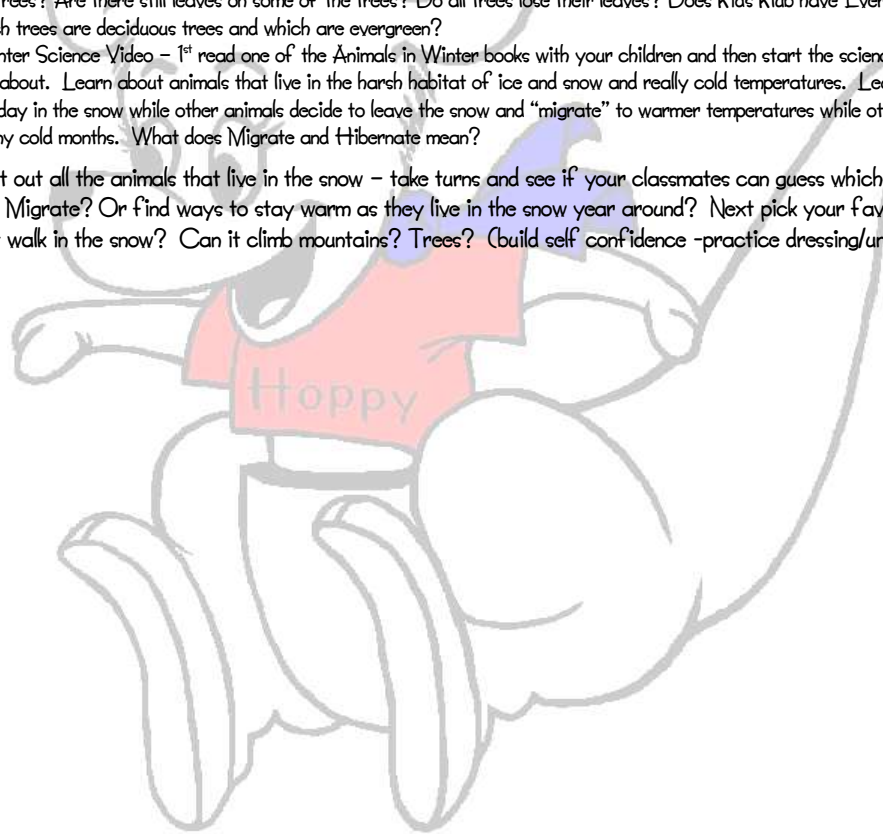 trees? Are there still leaves on some of the trees? Do all trees lose their leaves? Does Kids Klub have Ever
trees are deciduous trees and which are evergreen?
nter Science Video – 1st read one of the Animals in Winter books with your children and then start the scienc
about. Learn about animals that live in the harsh habitat of ice and snow and really cold temperatures. Le
day in the snow while other animals decide to leave the snow and “migrate” to warmer temperatures while ot
ny cold months. What does Migrate and Hibernate mean?
t out all the animals that live in the snow – take turns and see if your classmates can guess which
Migrate? Or find ways to stay warm as they live in the snow year around? Next pick your fav
walk in the snow? Can it climb mountains? Trees? (build self confidence -practice dressing/un
Hoppy